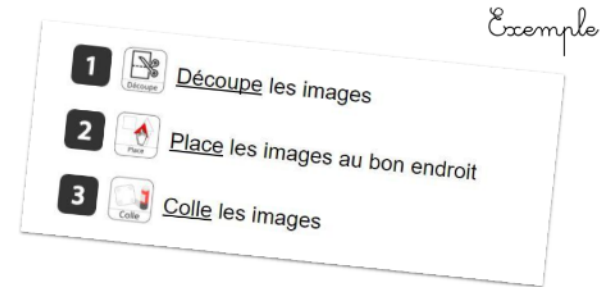 Exemple
1 Découpe Découpe les images
2 Place Place les images au bon endroit
3 Colle Colle les images